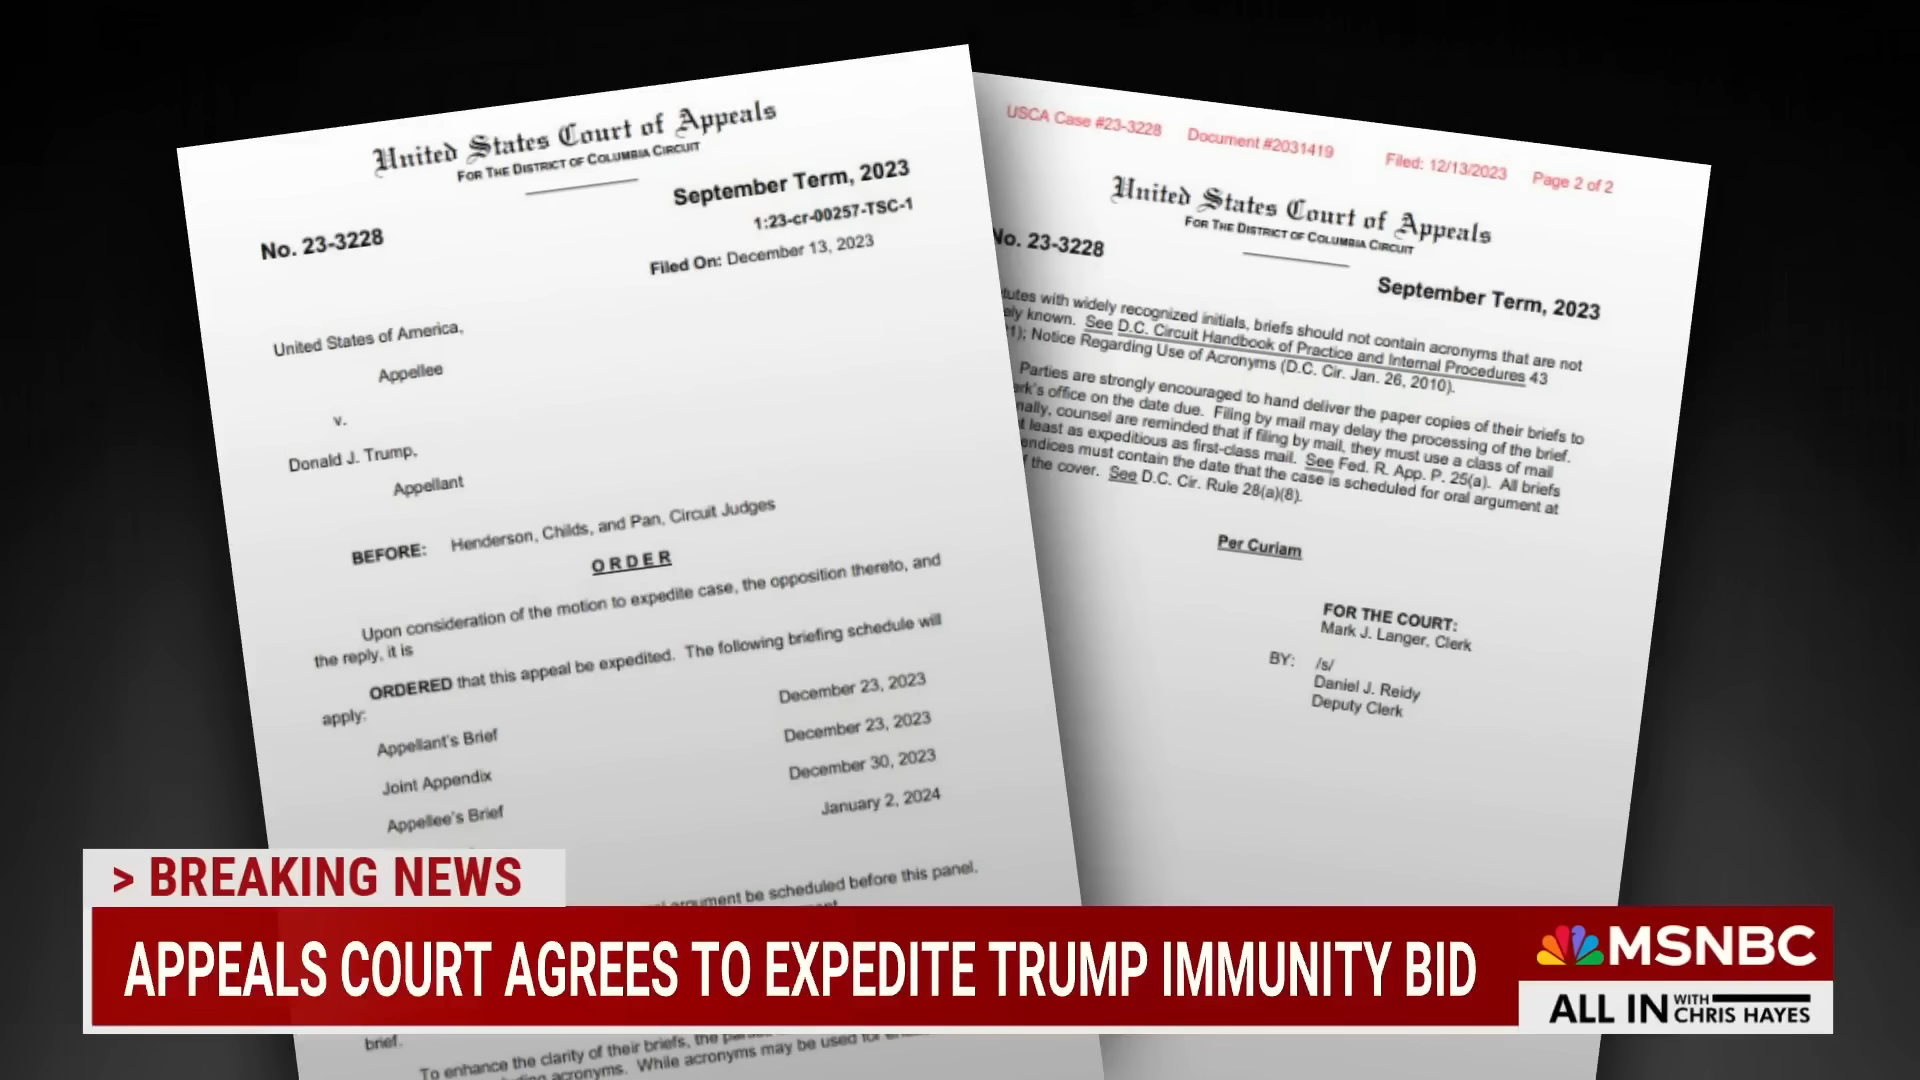 United States Court of Appeals
FOR THE DISTRICT OF COLUMBIA CIRCUIT
No. 23-3228
September Term, 2023
1:23-cr-00257-TSC-1
Filed On: December 13, 2023
United States of America,
Appellee
v.
Donald J. Trump,
Appellant
BEFORE: Henderson, Childs, and Pan, Circuit Judges
ORDER
Upon consideration of the motion to expedite case, the opposition thereto, and
the reply, it is
ORDERED that this appeal be expedited. The following briefing schedule will
apply:
Appellant's Brief December 23, 2023
Joint Appendix December 23, 2023
Appellee's Brief December 30, 2023
January 2, 2024
argument be scheduled before this panel,
brief.
To enhance the clarity of their briefs, the
acronyms. While acronyms may be used for
USCA Case #23-3228 Document #2031419 Filed: 12/13/2023 Page 2 of 2
United States Court of Appeals
FOR THE DISTRICT OF COLUMBIA CIRCUIT
No. 23-3228
September Term, 2023
tutes with widely recognized initials, briefs should not contain acronyms that are not
ely known. See D.C. Circuit Handbook of Practice and Internal Procedures 43
1); Notice Regarding Use of Acronyms (D.C. Cir. Jan. 26, 2010).
Parties are strongly encouraged to hand deliver the paper copies of their briefs to
erk's office on the date due. Filing by mail may delay the processing of the brief.
nally, counsel are reminded that if filing by mail, they must use a class of mail
t least as expeditious as first-class mail. See Fed. R. App. P. 25(a). All briefs
endices must contain the date that the case is scheduled for oral argument at
f the cover. See D.C. Cir. Rule 28(a)(8).
Per Curiam
FOR THE COURT:
Mark J. Langer, Clerk
BY: /s/
Daniel J. Reidy
Deputy Clerk
> BREAKING NEWS
APPEALS COURT AGREES TO EXPEDITE TRUMP IMMUNITY BID
MSNBC
ALL IN WITH CHRIS HAYES